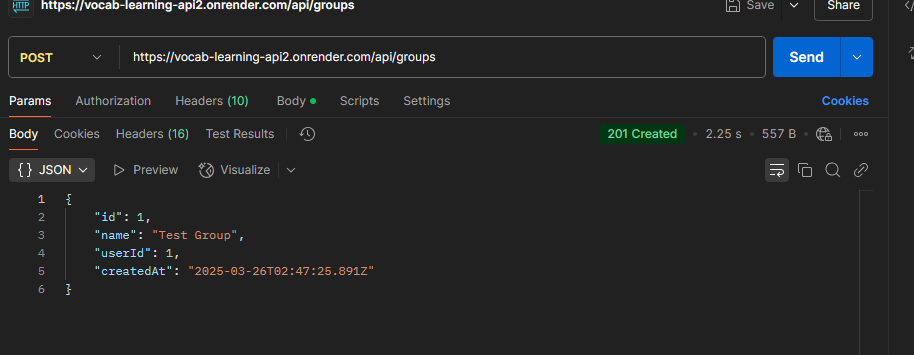 HTTP https://vocab-learning-api2.onrender.com/api/groups Save Share
POST https://vocab-learning-api2.onrender.com/api/groups Send
Params Authorization Headers (10) Body Scripts Settings Cookies
Body Cookies Headers (16) Test Results 201 Created 2.25 s 557 B
{} JSON Preview Visualize
1 {
2 "id": 1,
3 "name": "Test Group",
4 "userId": 1,
5 "createdAt": "2025-03-26T02:47:25.891Z"
6 }